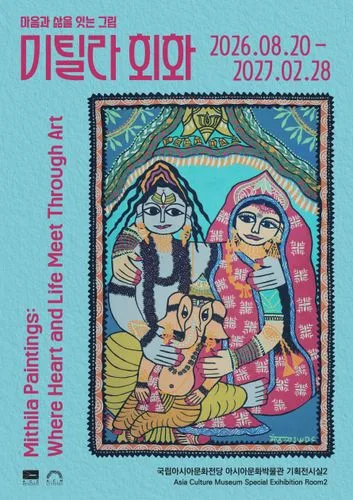 마음과 삶을 잇는 그림
미틸라 회화
2026.08.20 –
2027.02.28
Mithila Paintings:
Where Heart and Life Meet Through Art
국립아시아문화전당 아시아문화박물관 기획전시실2
Asia Culture Museum Special Exhibition Room2